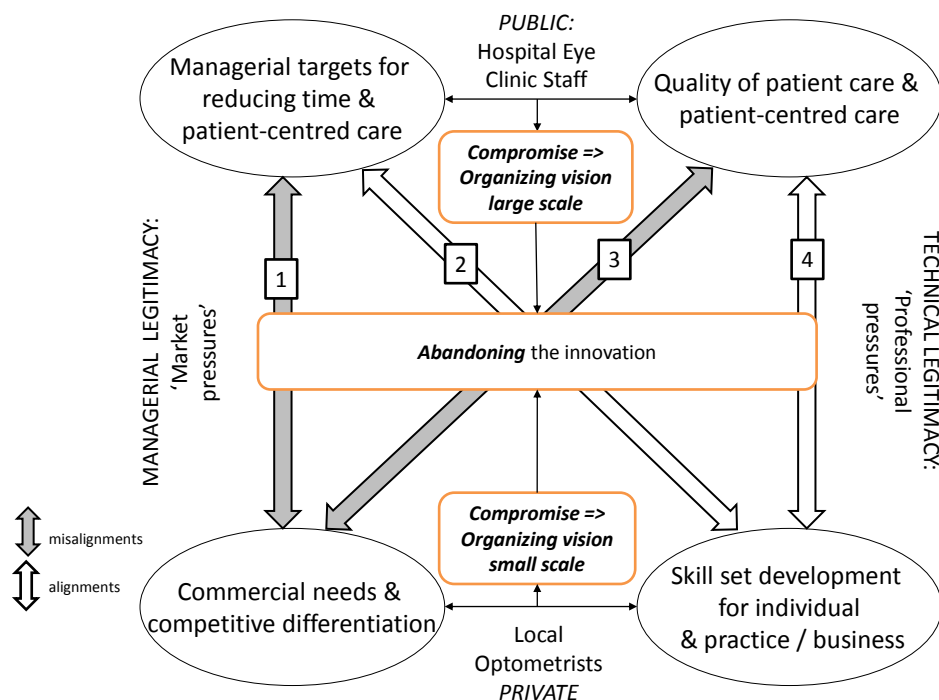 PUBLIC:
Hospital Eye
Clinic Staff
Managerial targets for
reducing time &
patient-centred care
Quality of patient care &
patient-centred care
Compromise =>
Organizing vision
large scale
MANAGERIAL LEGITIMACY:
‘Market
pressures’
1
2
3
4
TECHNICAL LEGITIMACY:
‘Professional
pressures’
Abandoning the innovation
Compromise =>
Organizing vision
small scale
misalignments
alignments
Commercial needs &
competitive differentiation
Skill set development
for individual
& practice / business
Local
Optometrists
PRIVATE